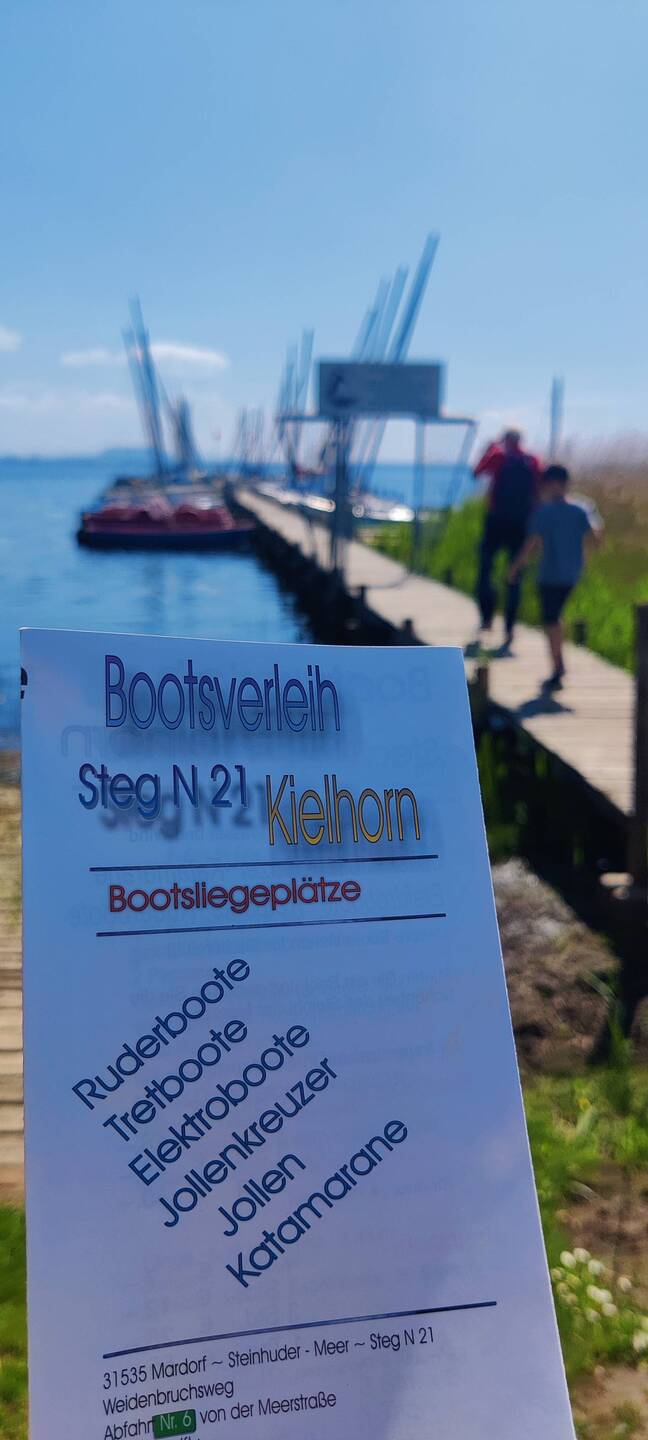 Bootsverleih
Steg N 21
Kielhorn
Bootsliegeplätze
Ruderboote
Tretboote
Elektroboote
Jollenkreuzer
Jollen
Katamarane
31535 Mardorf ~ Steinhuder - Meer ~ Steg N 21
Weidenbruchsweg
Abfahrt Nr. 6 von der Meerstraße